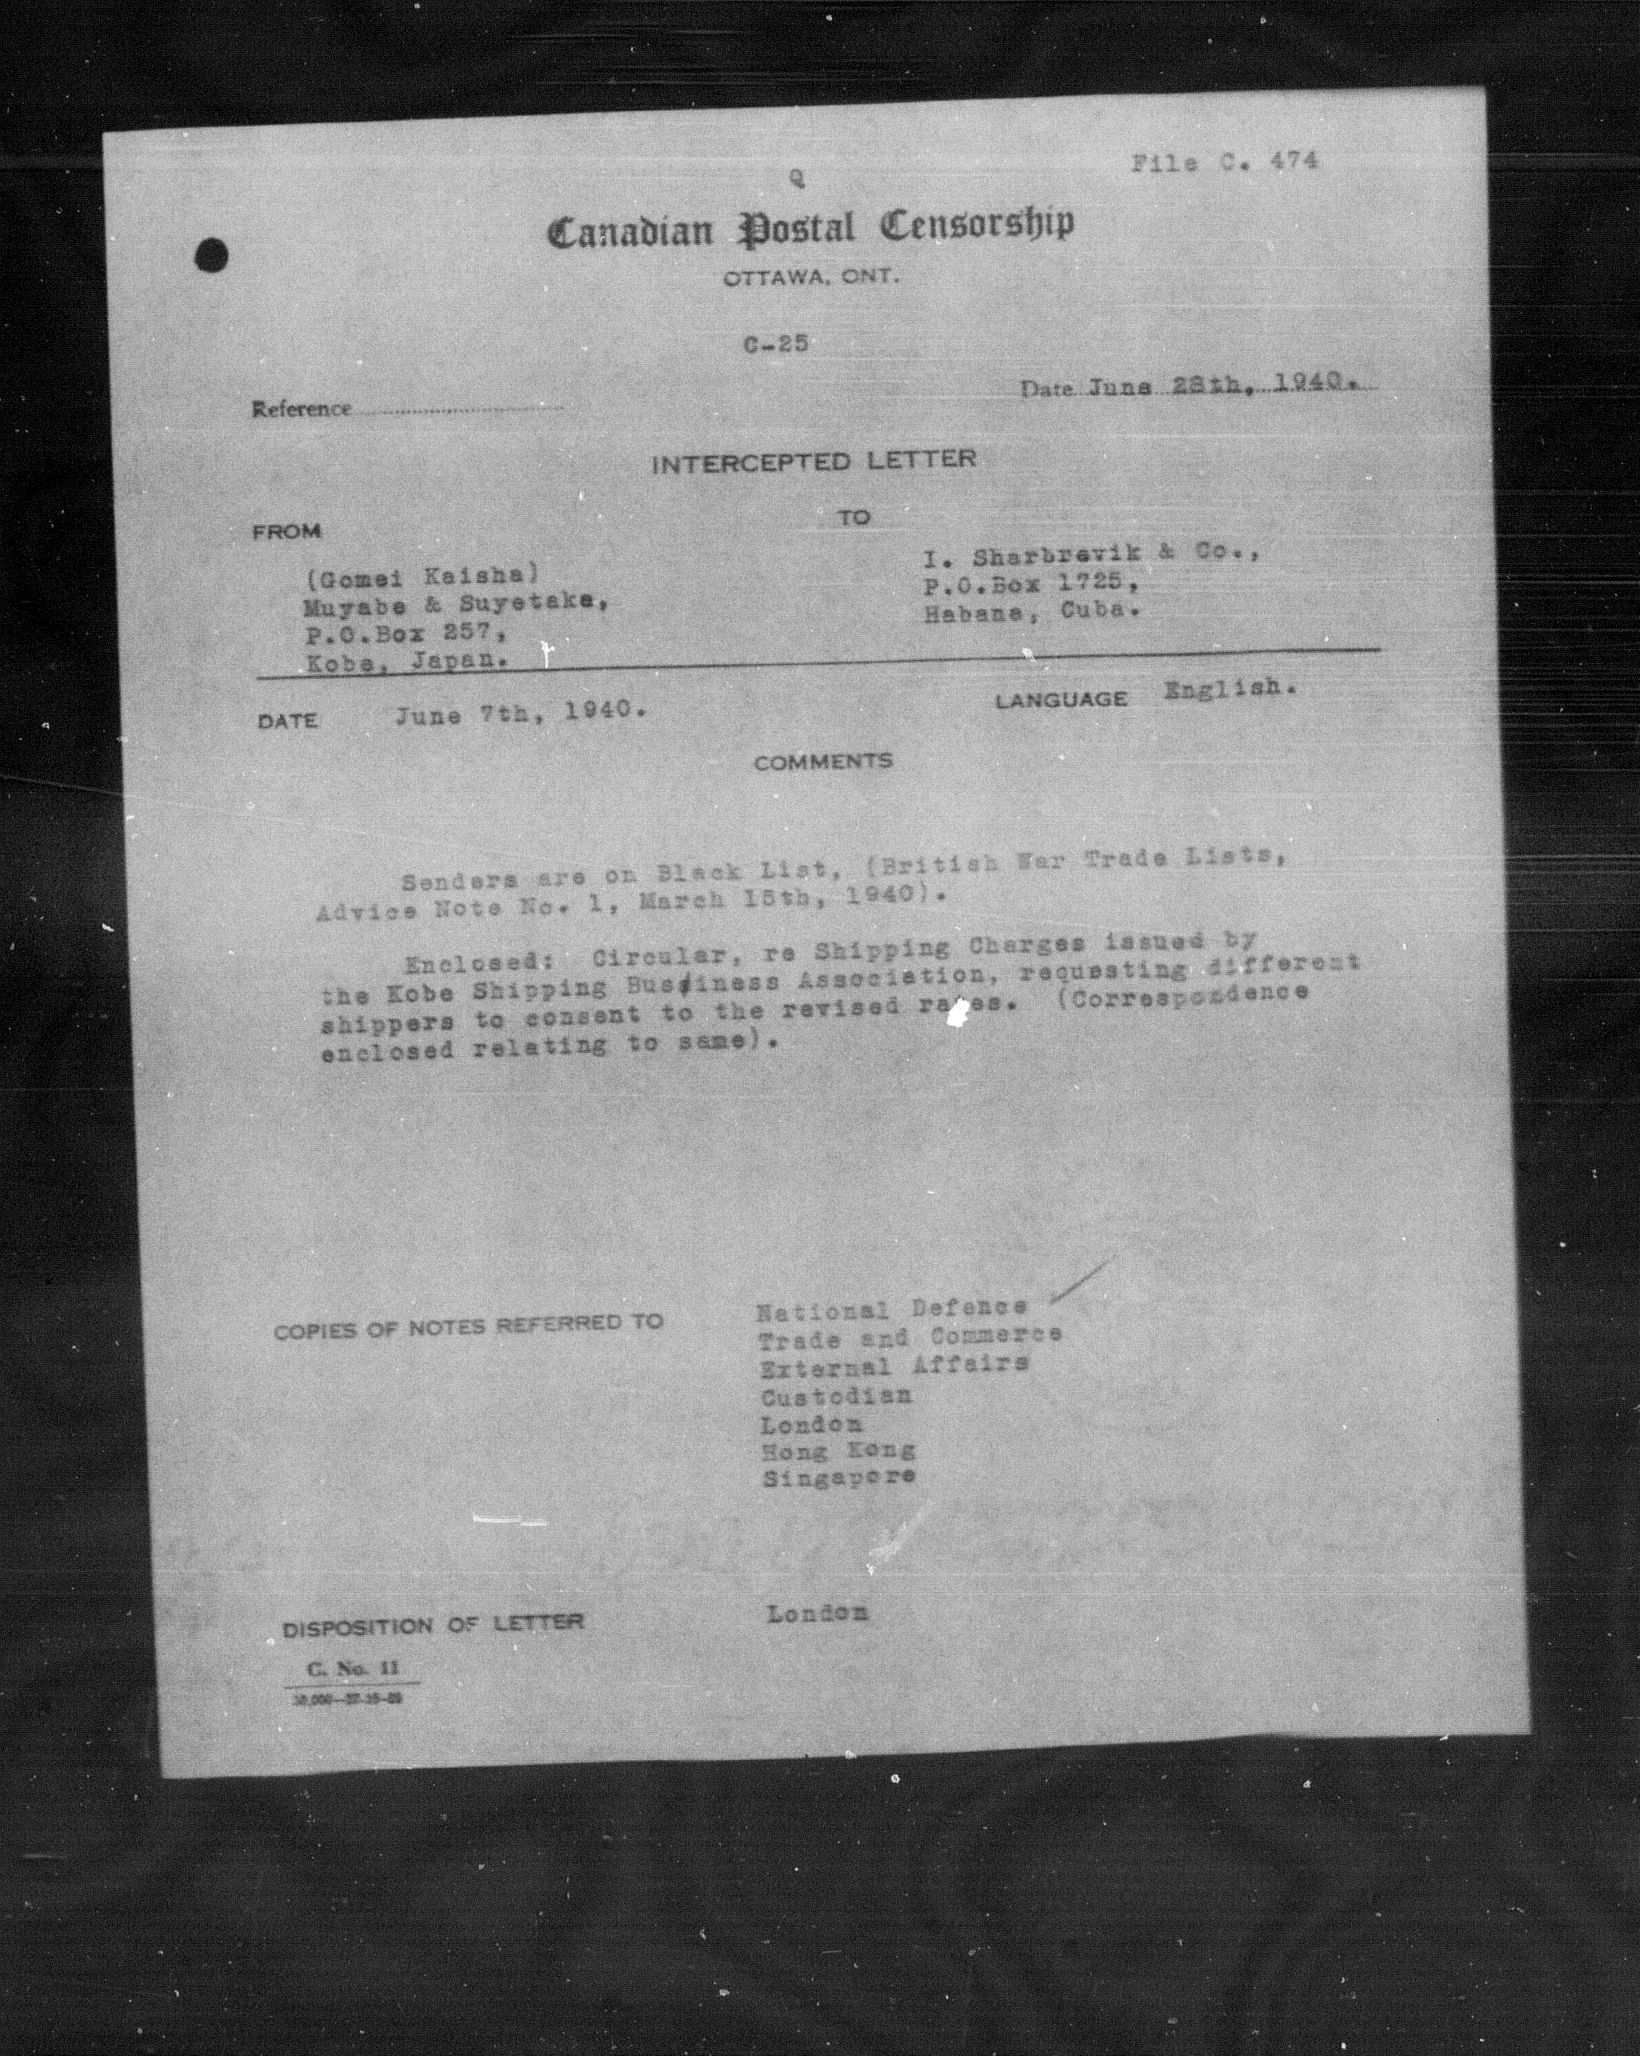 File C. 474
Q
Canadian Postal Censorship
OTTAWA, ONT.
C-25
Date June 28th, 1940.
Reference
INTERCEPTED LETTER
FROM
TO
(Gomei Kaisha)
Muyabe & Suyetake,
P.O.Box 257,
Kobe, Japan.
I. Sharbrevik & Co.,
P.O.Box 1725,
Habana, Cuba.
DATE June 7th, 1940.
LANGUAGE English.
COMMENTS
Senders are on Black List, (British War Trade Lists,
Advice Note No. 1, March 15th, 1940).
Enclosed: Circular, re Shipping Charges issued by
the Kobe Shipping Business Association, requesting different
shippers to consent to the revised rates. (Correspondence
enclosed relating to same).
COPIES OF NOTES REFERRED TO
National Defence
Trade and Commerce
External Affairs
Custodian
London
Hong Kong
Singapore
DISPOSITION OF LETTER
London
C. No. 11